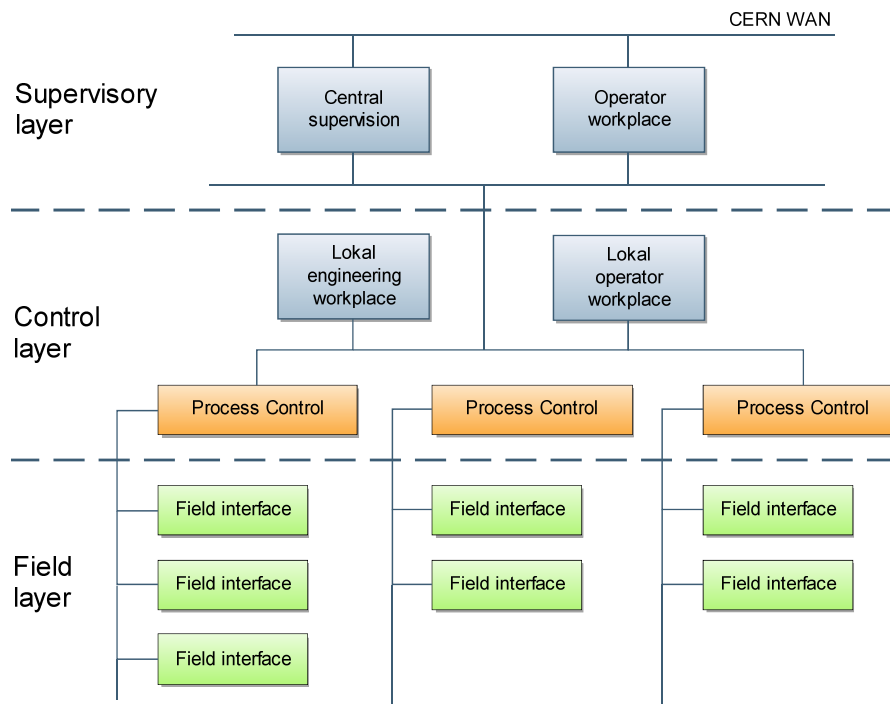 CERN WAN
Supervisory
layer
Central
supervision
Operator
workplace
Control
layer
Lokal
engineering
workplace
Lokal
operator
workplace
Process Control
Process Control
Process Control
Field
layer
Field interface
Field interface
Field interface
Field interface
Field interface
Field interface
Field interface